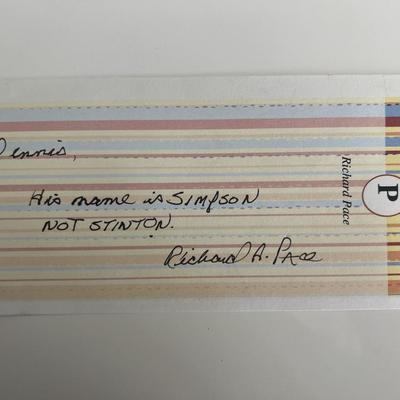 Dennis,
His name is SIMPSON
NOT STINTON.
Richard A. Pace
Richard Pace
P